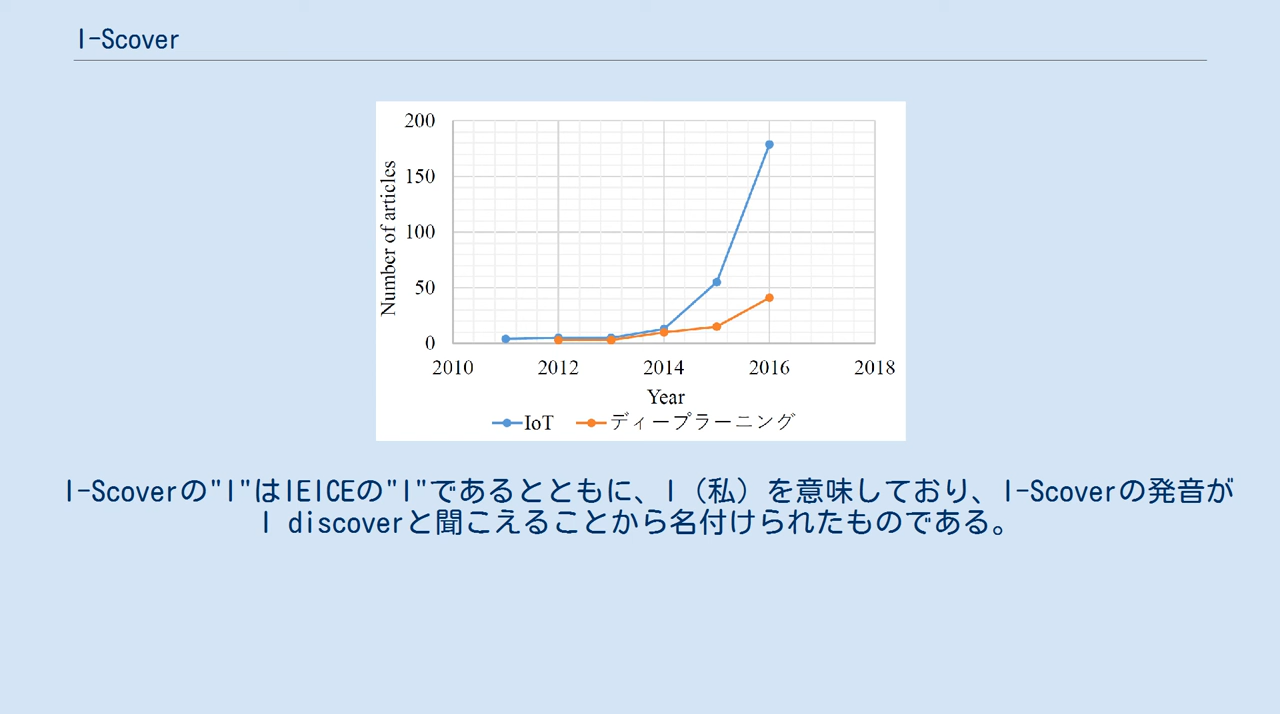 I-Scover
200
150
100
50
0
Number of articles
2010 2012 2014 2016 2018
Year
IoT ディープラーニング
I-Scoverの"I"はIEICEの"I"であるとともに、I（私）を意味しており、I-Scoverの発音が
I discoverと聞こえることから名付けられたものである。